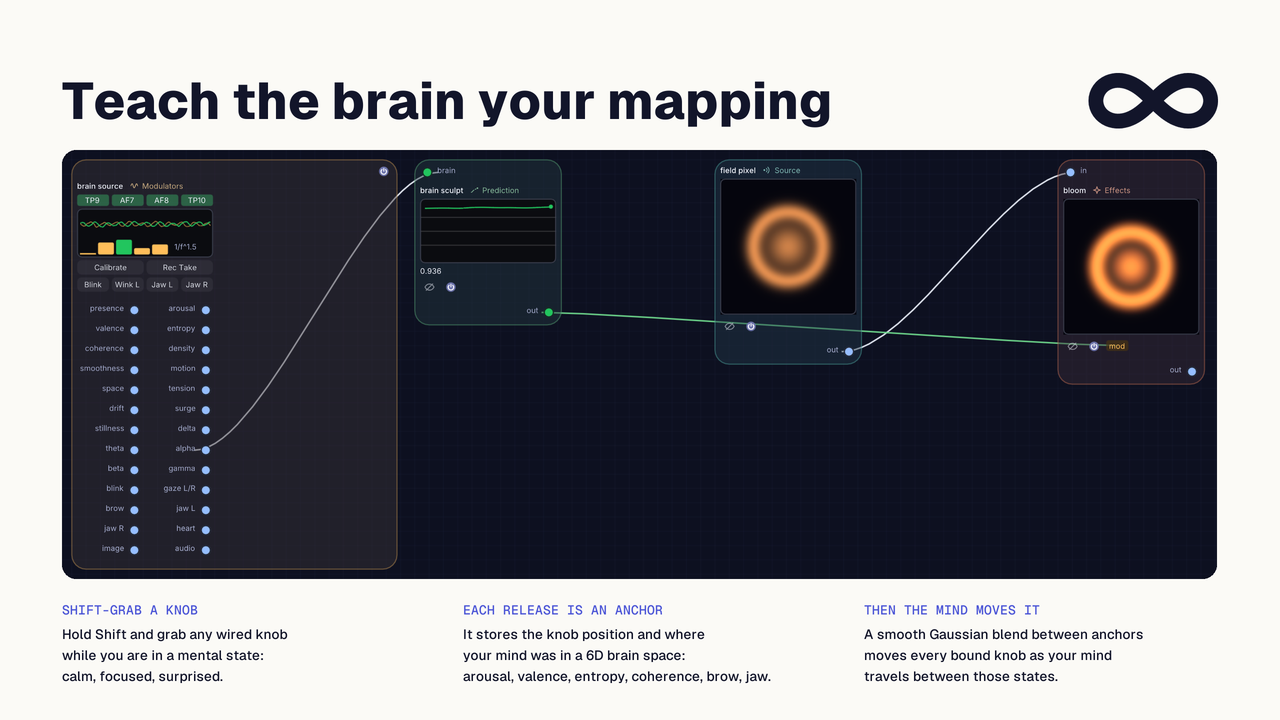 Teach the brain your mapping
brain source Modulators
TP9 AF7 AF8 TP10
1/f^1.5
Calibrate Rec Take
Blink Wink L Jaw L Jaw R
presence arousal
valence entropy
coherence density
smoothness motion
space tension
drift surge
stillness delta
theta alpha
beta gamma
blink gaze L/R
brow jaw L
jaw R heart
image audio
brain
brain sculpt Prediction
0.936
out
field pixel Source
out
in
bloom Effects
mod
out
SHIFT-GRAB A KNOB
Hold Shift and grab any wired knob
while you are in a mental state:
calm, focused, surprised.
EACH RELEASE IS AN ANCHOR
It stores the knob position and where
your mind was in a 6D brain space:
arousal, valence, entropy, coherence, brow, jaw.
THEN THE MIND MOVES IT
A smooth Gaussian blend between anchors
moves every bound knob as your mind
travels between those states.